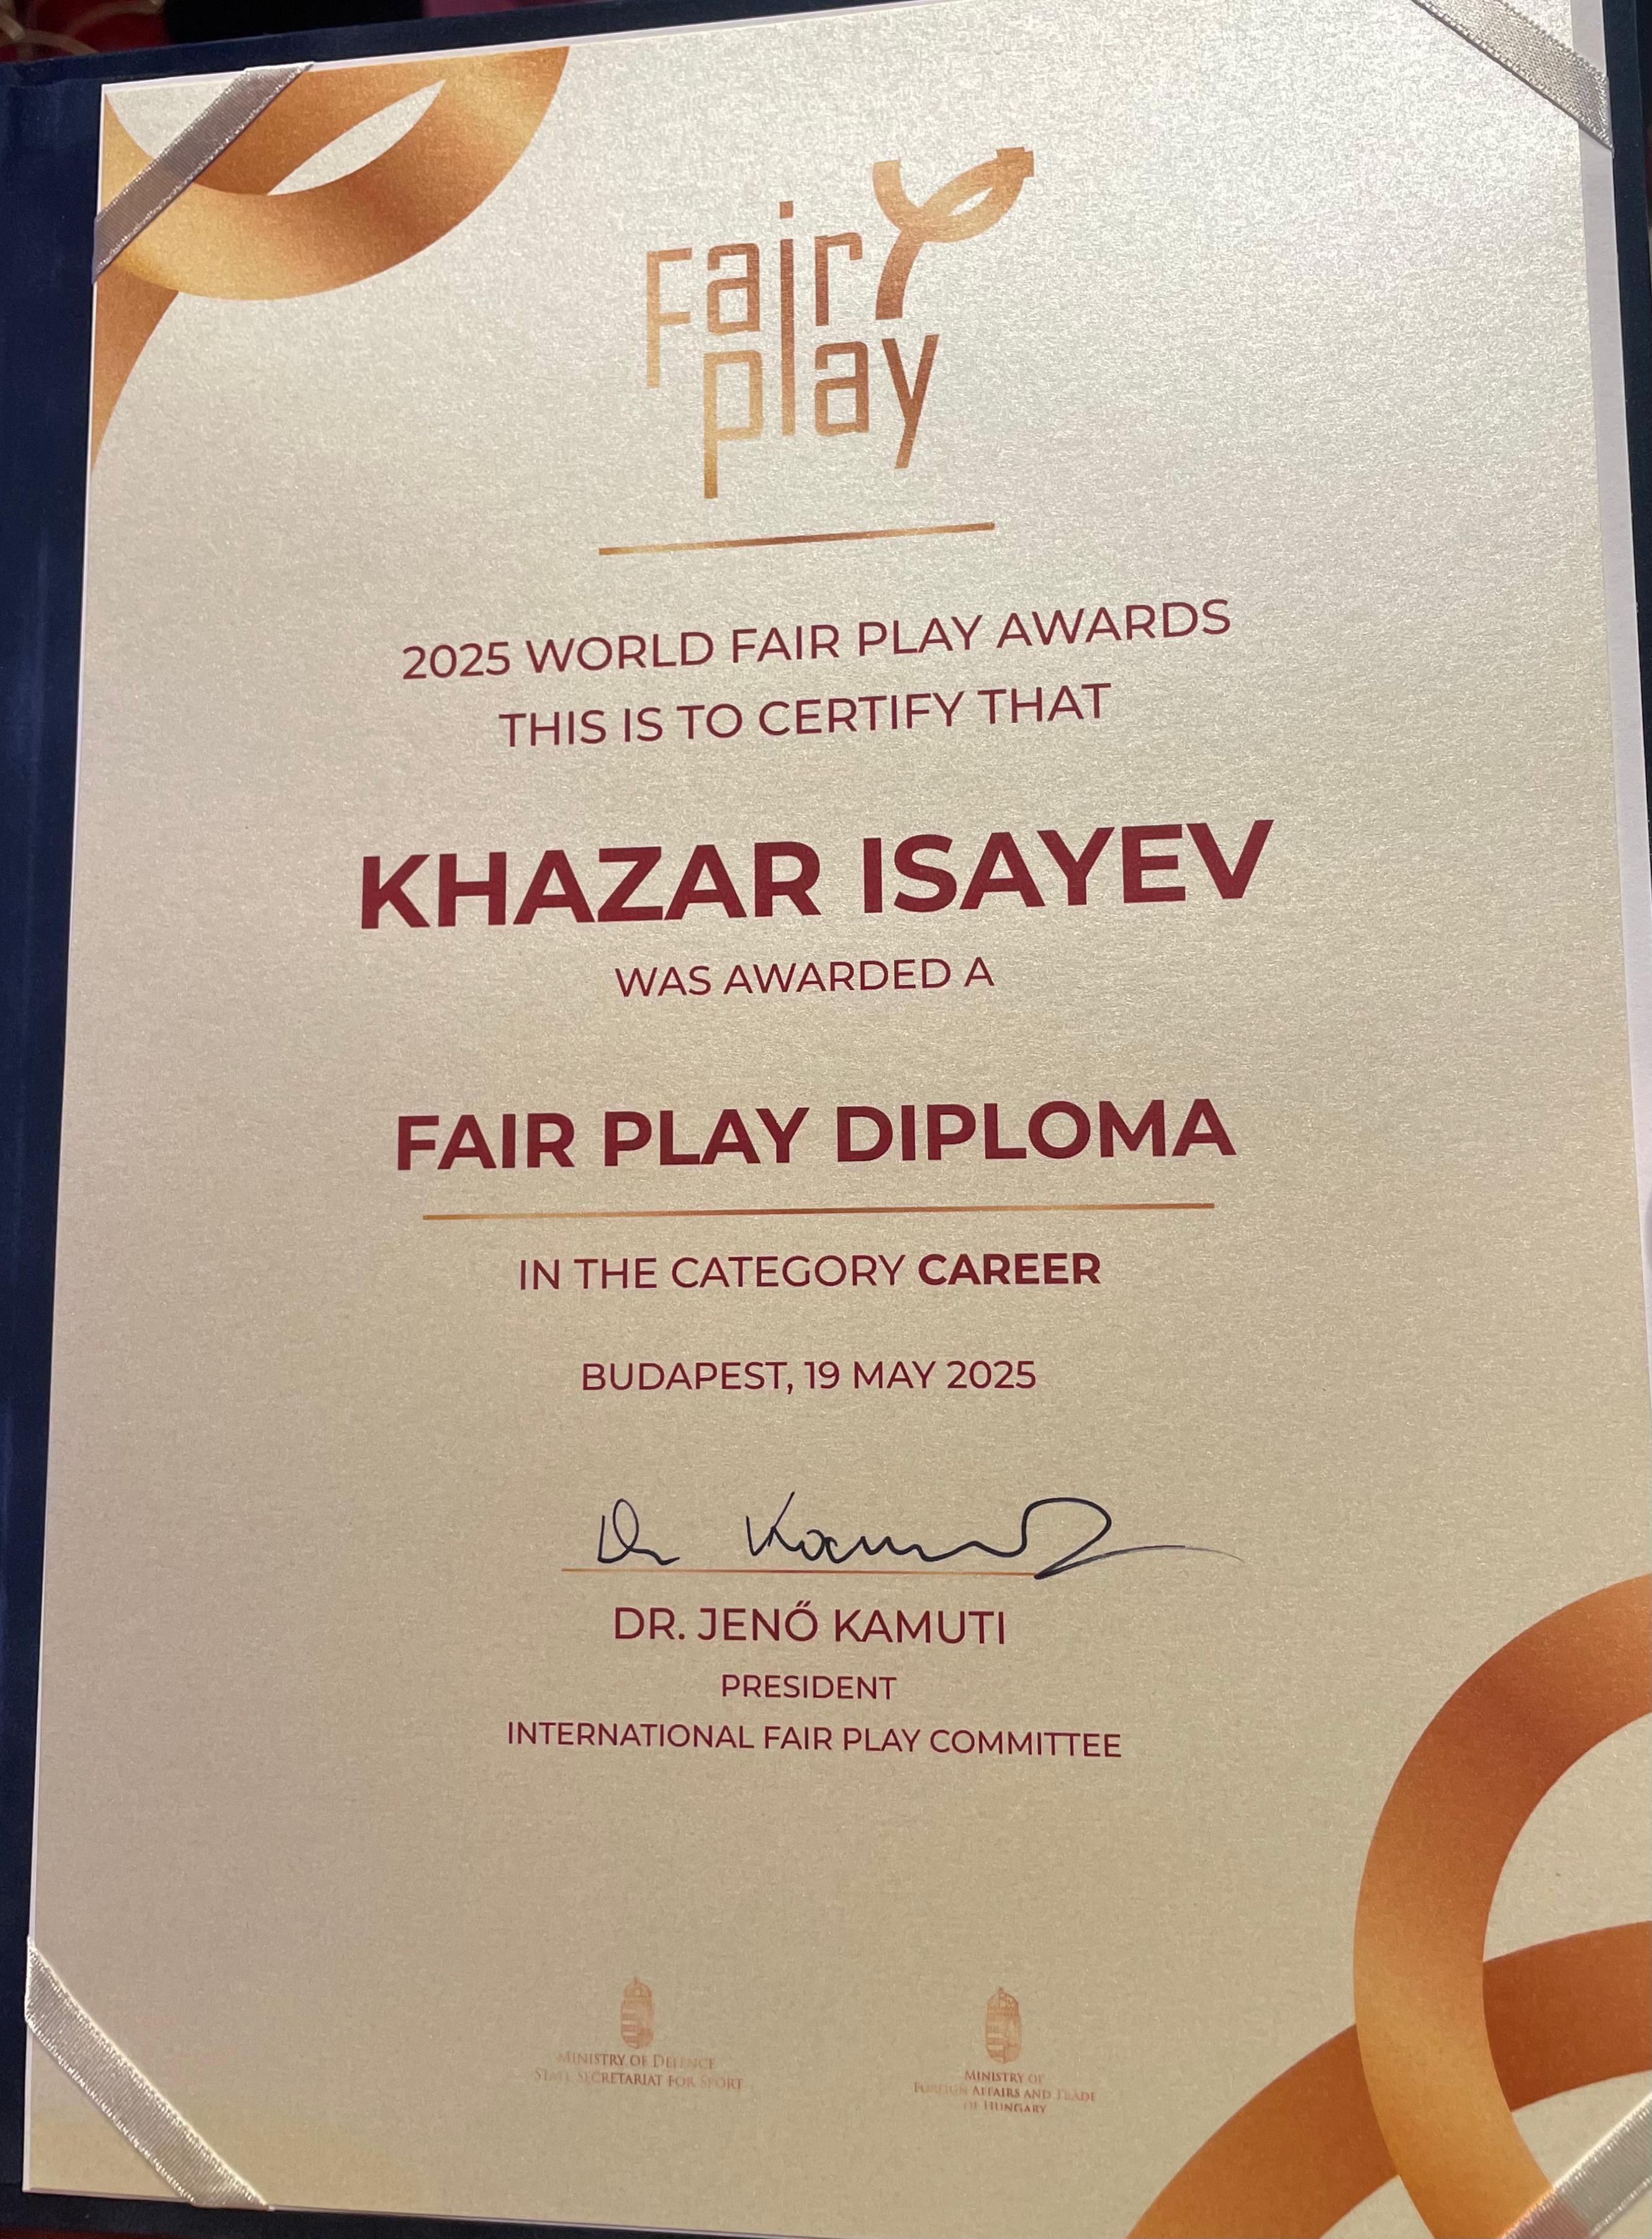 Fair
play
2025 WORLD FAIR PLAY AWARDS
THIS IS TO CERTIFY THAT
KHAZAR ISAYEV
WAS AWARDED A
FAIR PLAY DIPLOMA
IN THE CATEGORY CAREER
BUDAPEST, 19 MAY 2025
Dr Kamuti
DR. JENŐ KAMUTI
PRESIDENT
INTERNATIONAL FAIR PLAY COMMITTEE
MINISTRY OF DEFENCE
STATE SECRETARIAT FOR SPORT
MINISTRY OF
FOREIGN AFFAIRS AND TRADE
OF HUNGARY